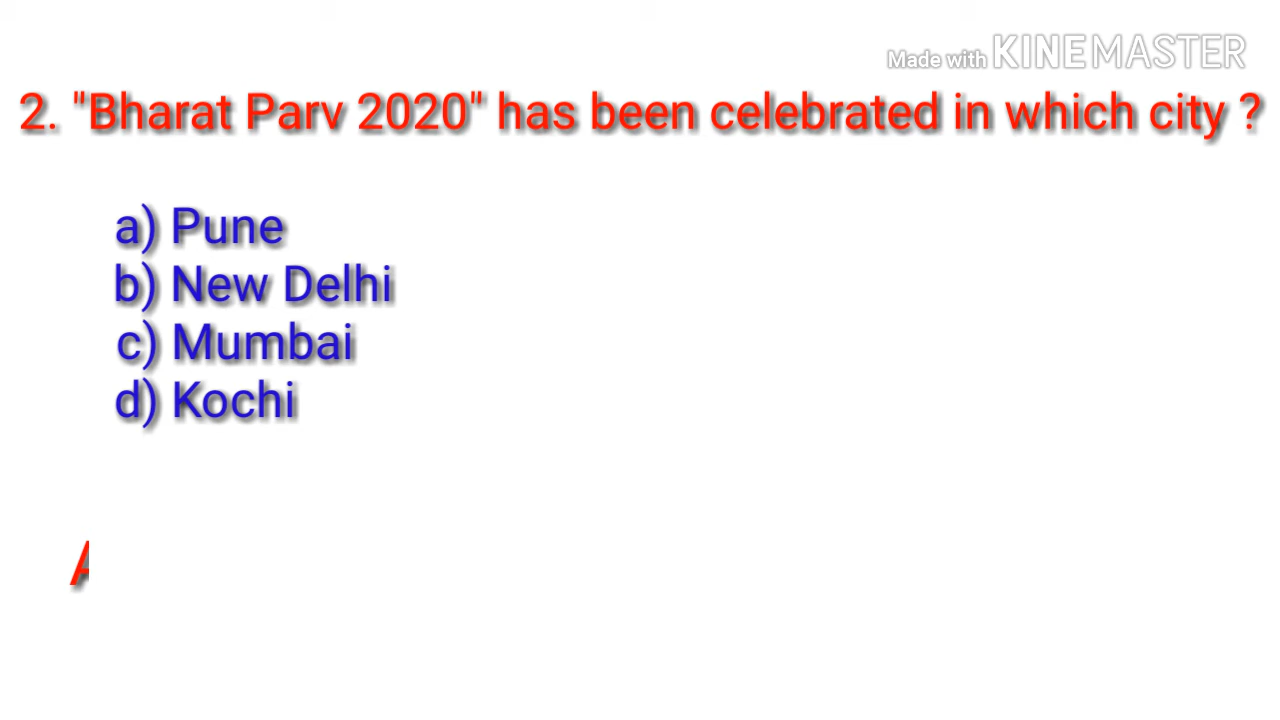 Made with KINEMASTER
2. "Bharat Parv 2020" has been celebrated in which city ?
a) Pune
b) New Delhi
c) Mumbai
d) Kochi
A